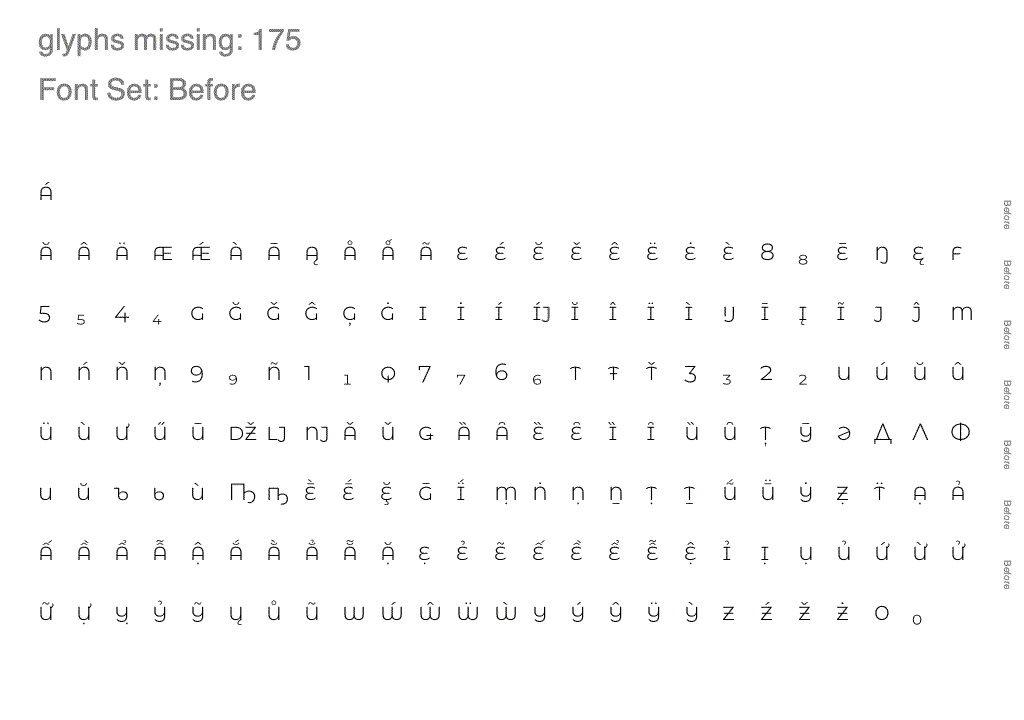 glyphs missing: 175
Font Set: Before
Á
Ă Â Ä Æ Ǽ À Ā Ą Å Ǻ Ã ε έ ε̆ ε̌ ε̂ ε̈ ε̇ ὲ 8 ₈ ε̄ Ŋ ε̨ ꜰ
5 ₅ 4 ₄ G Ğ Ǧ Ĝ Ģ Ġ I İ Í ÍJ Ĭ Î Ï Ì IJ Ī Į Ĩ J Ĵ m
n ń ň ņ 9 ₉ ñ 1 ₁ Q 7 ₇ 6 ₆ T Ŧ Ť 3 ₃ 2 ₂ u ú ŭ û
ü ù ư ű ū DŽ LJ NJ Ǎ ǔ Ǥ Ȁ Ȃ ε̏ ε̑ Ȉ Ȋ ȕ ȗ Ț ȳ ə Д Λ Ф
u ŭ ъ ь ù Ҧ ҧ ε̄̀ ε̄́ ε̧̆ Ḡ Ḯ ṃ ṅ ṇ ṉ Ṭ Ṯ ṹ ṻ ẏ ẓ T̈ Ạ Ả
Ấ Ầ Ẩ Ẫ Ậ Ắ Ằ Ẳ Ẵ Ặ ε̣ ε̉ ε̃ ε̂́ ε̂̀ ε̂̉ ε̂̃ ε̣̂ Ỉ Ị ụ ủ ứ ừ ử
ữ ự ỵ ỷ ỹ ų ů ũ w ẃ ŵ ẅ ẁ y ý ŷ ÿ ỳ z ź ž ż O ₀
Before
Before
Before
Before
Before
Before
Before